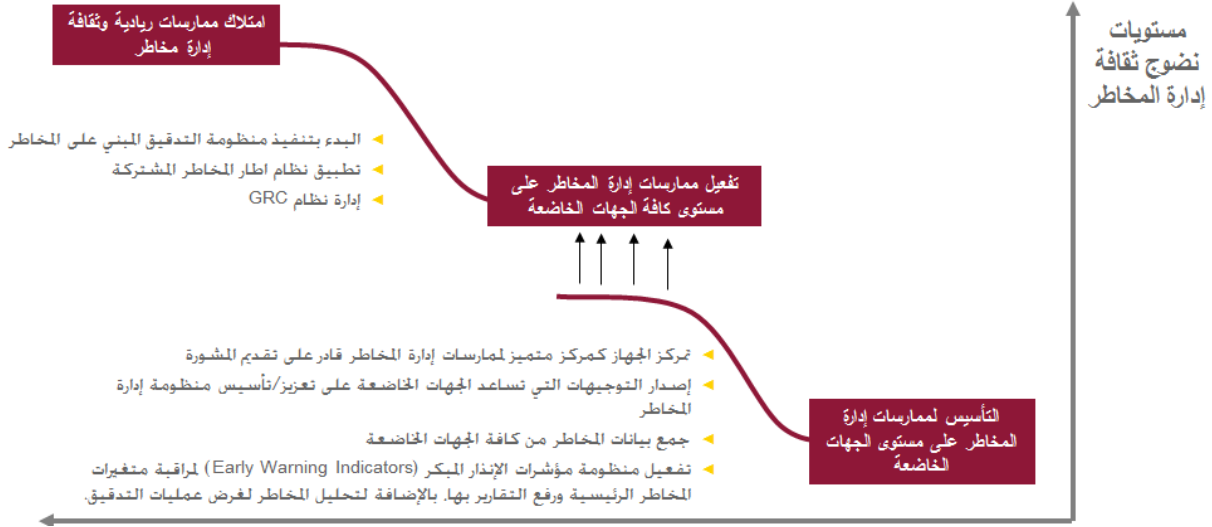 مستويات
نضوج ثقافة
إدارة المخاطر
امتلاك ممارسات ريادية وثقافة
إدارة مخاطر
البدء بتنفيذ منظومة التدقيق المبني على المخاطر
تطبيق نظام اطار المخاطر المشتركة
إدارة نظام GRC
تفعيل ممارسات إدارة المخاطر على
مستوى كافة الجهات الخاضعة
تمركز الجهاز كمركز متميز لممارسات إدارة المخاطر قادر على تقديم المشورة
إصدار التوجيهات التي تساعد الجهات الخاضعة على تعزيز/تأسيس منظومة إدارة
المخاطر
جمع بيانات المخاطر من كافة الجهات الخاضعة
تفعيل منظومة مؤشرات الإنذار المبكر (Early Warning Indicators) لمراقبة متغيرات
المخاطر الرئيسية ورفع التقارير بها. بالإضافة لتحليل المخاطر لغرض عمليات التدقيق.
التأسيس لممارسات إدارة
المخاطر على مستوى الجهات
الخاضعة